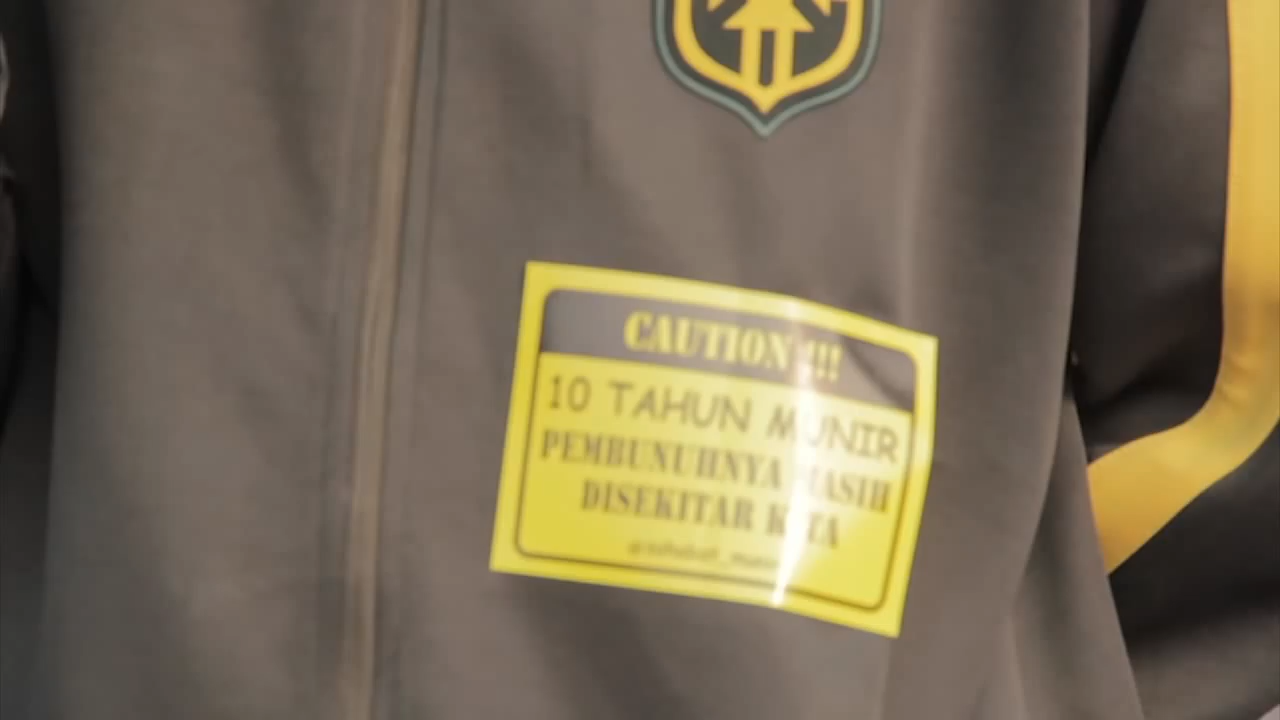 CAUTION !!!
10 TAHUN MUNIR
PEMBUNUHNYA MASIH
DISEKITAR KITA